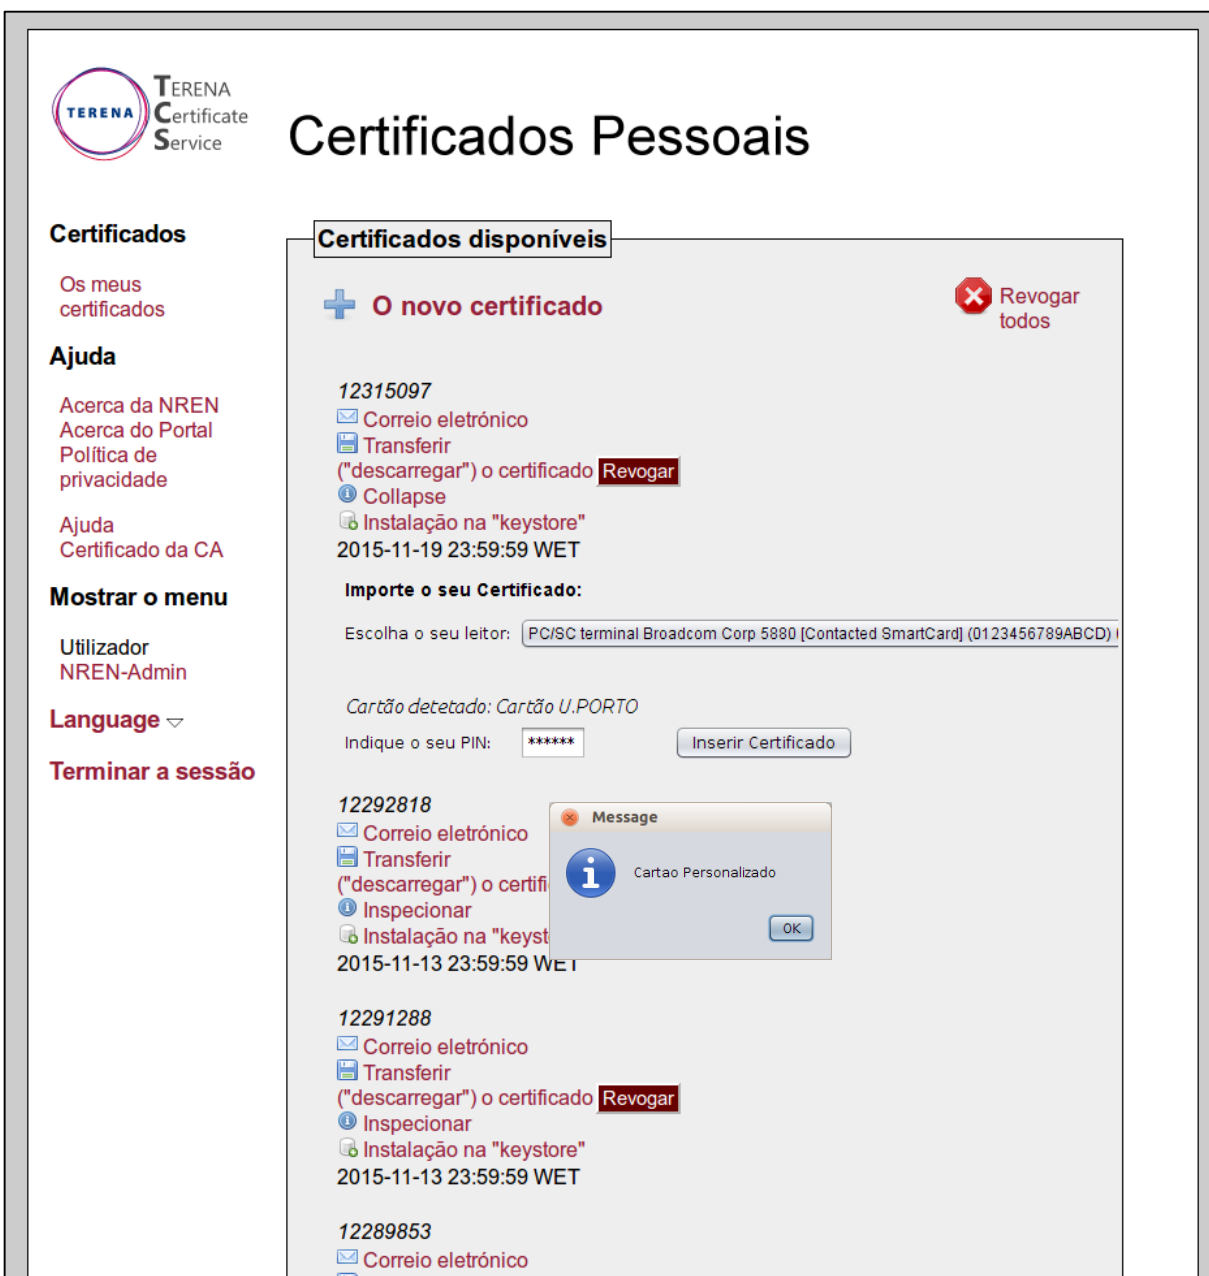 TERENA
TERENA
Certificate
Service
Certificados Pessoais
Certificados
Os meus
certificados
Ajuda
Acerca da NREN
Acerca do Portal
Política de
privacidade
Ajuda
Certificado da CA
Mostrar o menu
Utilizador
NREN-Admin
Language
Terminar a sessão
Certificados disponíveis
O novo certificado
Revogar
todos
12315097
Correio eletrónico
Transferir
("descarregar") o certificado Revogar
Collapse
Instalação na "keystore"
2015-11-19 23:59:59 WET
Importe o seu Certificado:
Escolha o seu leitor: PC/SC terminal Broadcom Corp 5880 [Contacted SmartCard] (0123456789ABCD)
Cartão detetado: Cartão U.PORTO
Indique o seu PIN: ****** Inserir Certificado
12292818
Correio eletrónico
Transferir
("descarregar") o certifi
Inspecionar
Instalação na "keyst
2015-11-13 23:59:59 WET
Message
Cartao Personalizado
OK
12291288
Correio eletrónico
Transferir
("descarregar") o certificado Revogar
Inspecionar
Instalação na "keystore"
2015-11-13 23:59:59 WET
12289853
Correio eletrónico